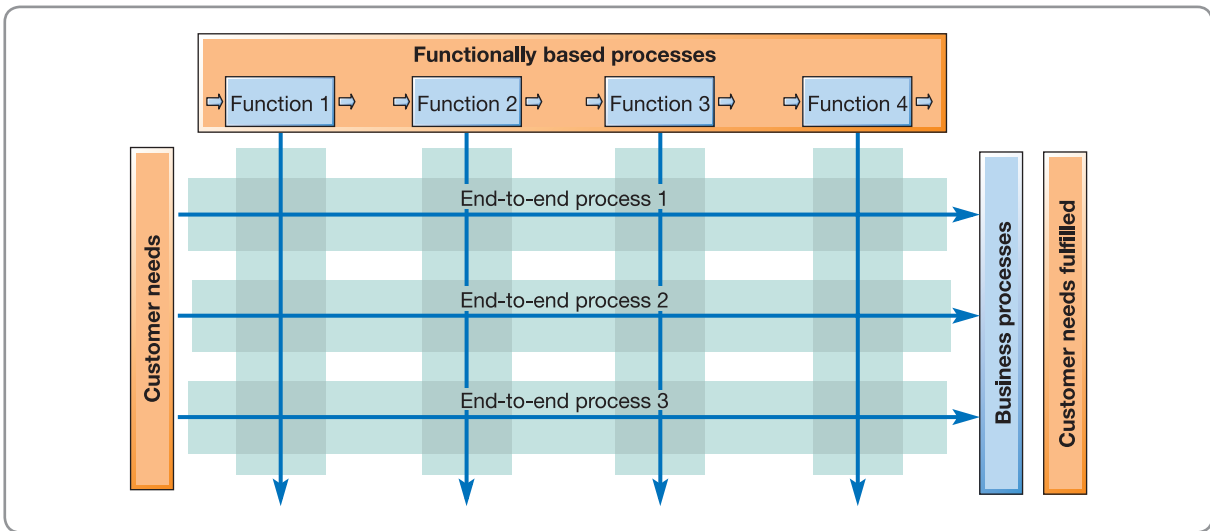 Functionally based processes
Function 1
Function 2
Function 3
Function 4
Customer needs
End-to-end process 1
End-to-end process 2
End-to-end process 3
Business processes
Customer needs fulfilled